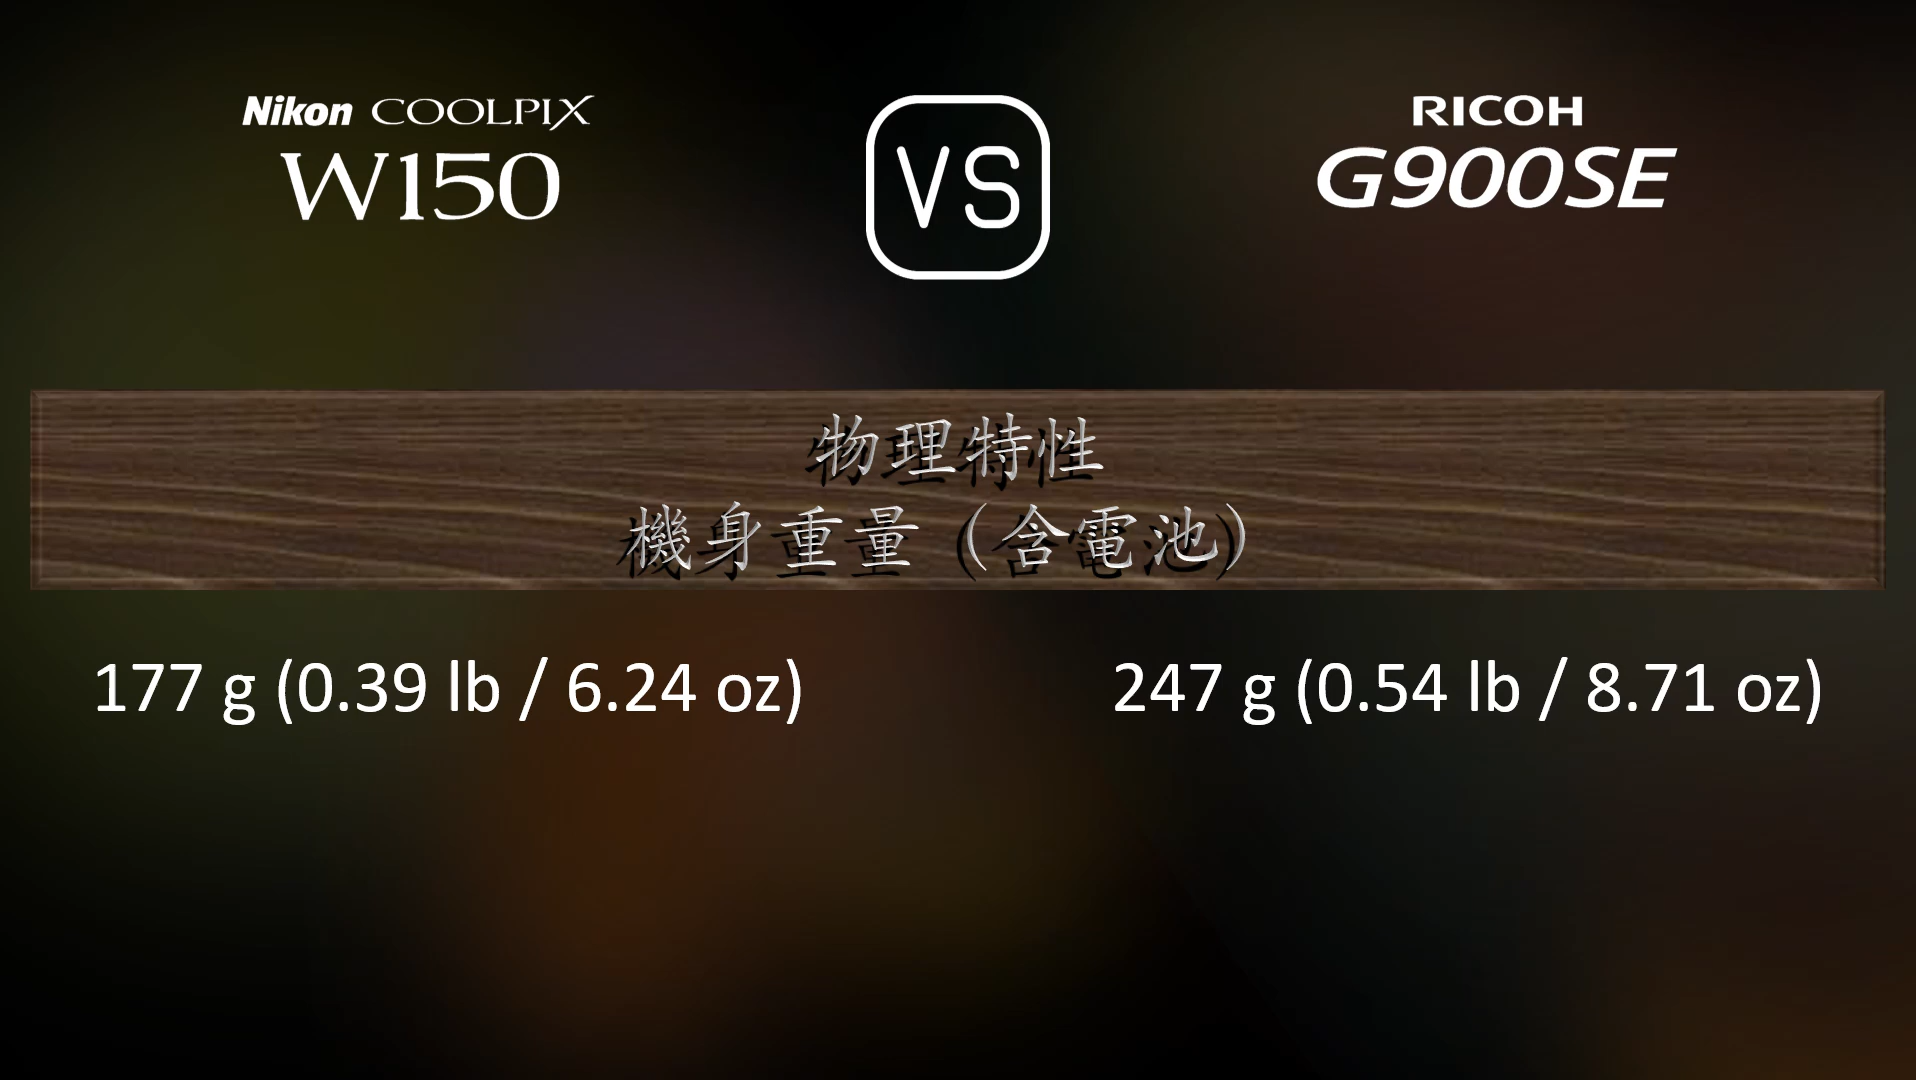 Nikon COOLPIX
W150
VS
RICOH
G900SE
物理特性
機身重量（含電池）
177 g (0.39 lb / 6.24 oz)
247 g (0.54 lb / 8.71 oz)